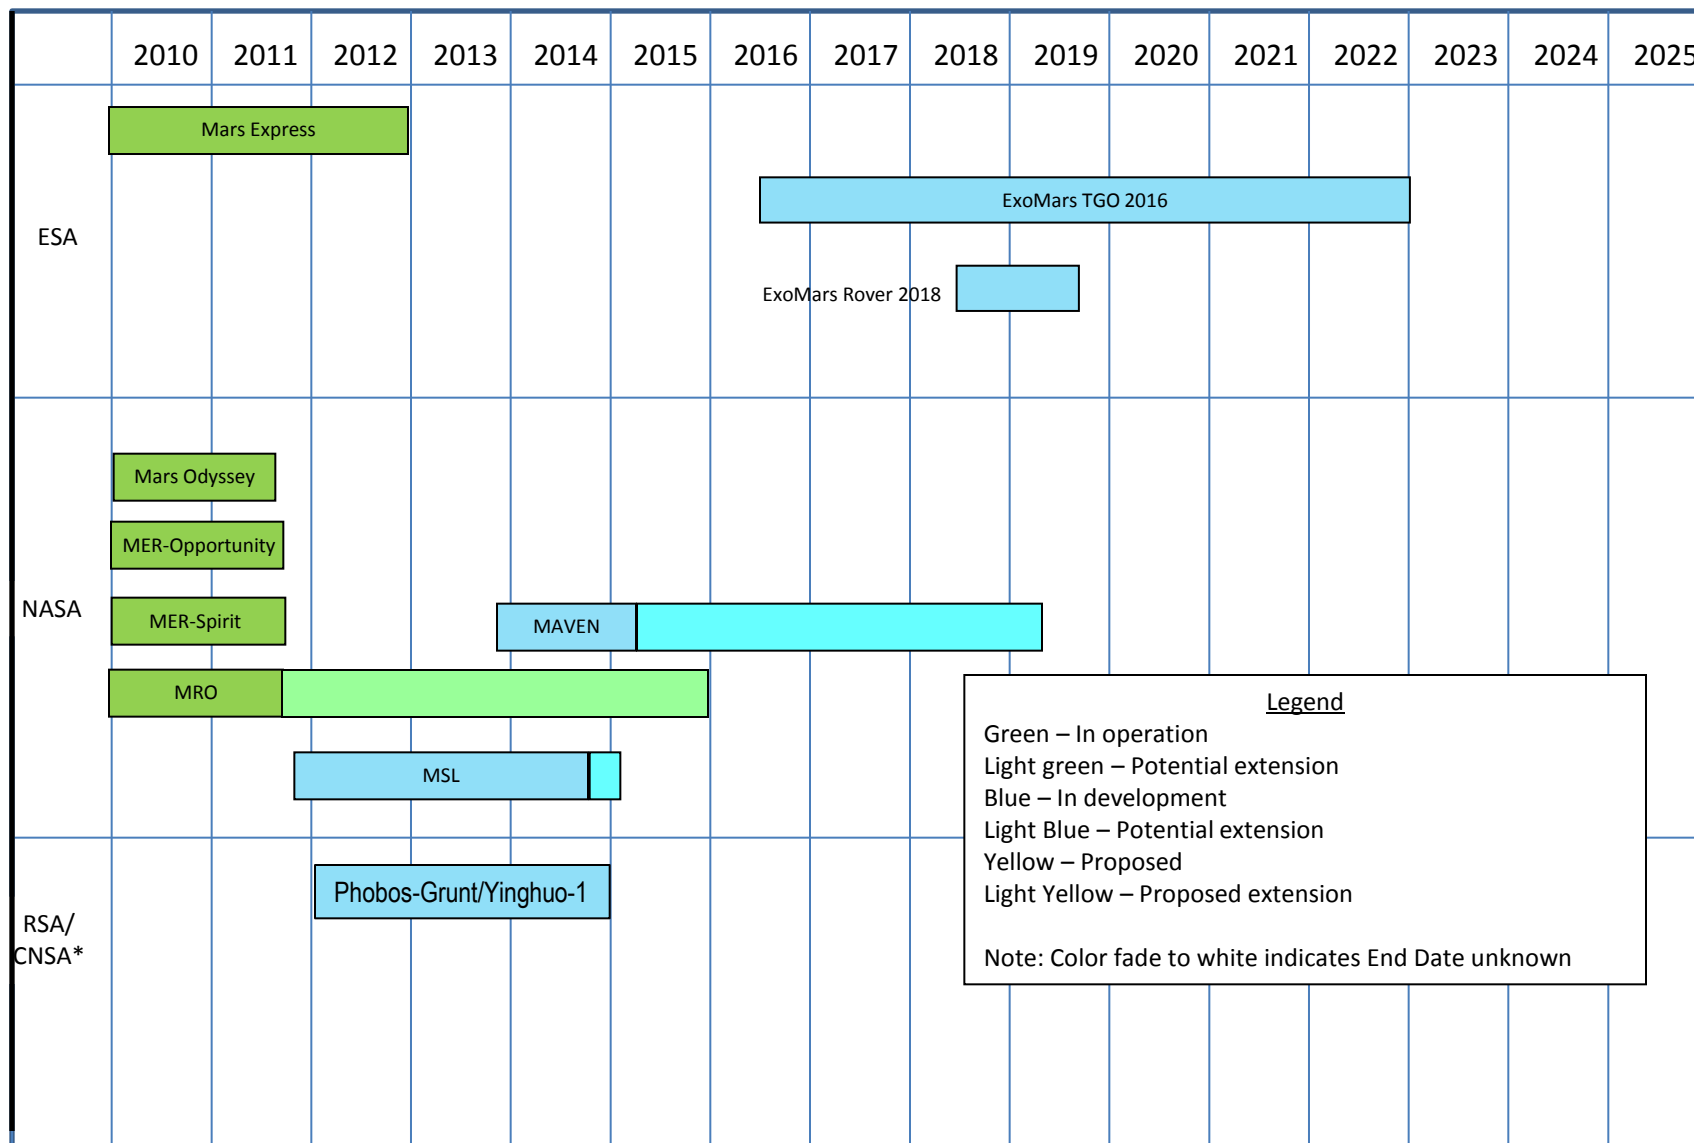 2010 2011 2012 2013 2014 2015 2016 2017 2018 2019 2020 2021 2022 2023 2024 2025
ESA
Mars Express
ExoMars TGO 2016
ExoMars Rover 2018
NASA
Mars Odyssey
MER-Opportunity
MER-Spirit
MAVEN
MRO
MSL
RSA/
CNSA*
Phobos-Grunt/Yinghuo-1
Legend
Green – In operation
Light green – Potential extension
Blue – In development
Light Blue – Potential extension
Yellow – Proposed
Light Yellow – Proposed extension
Note: Color fade to white indicates End Date unknown